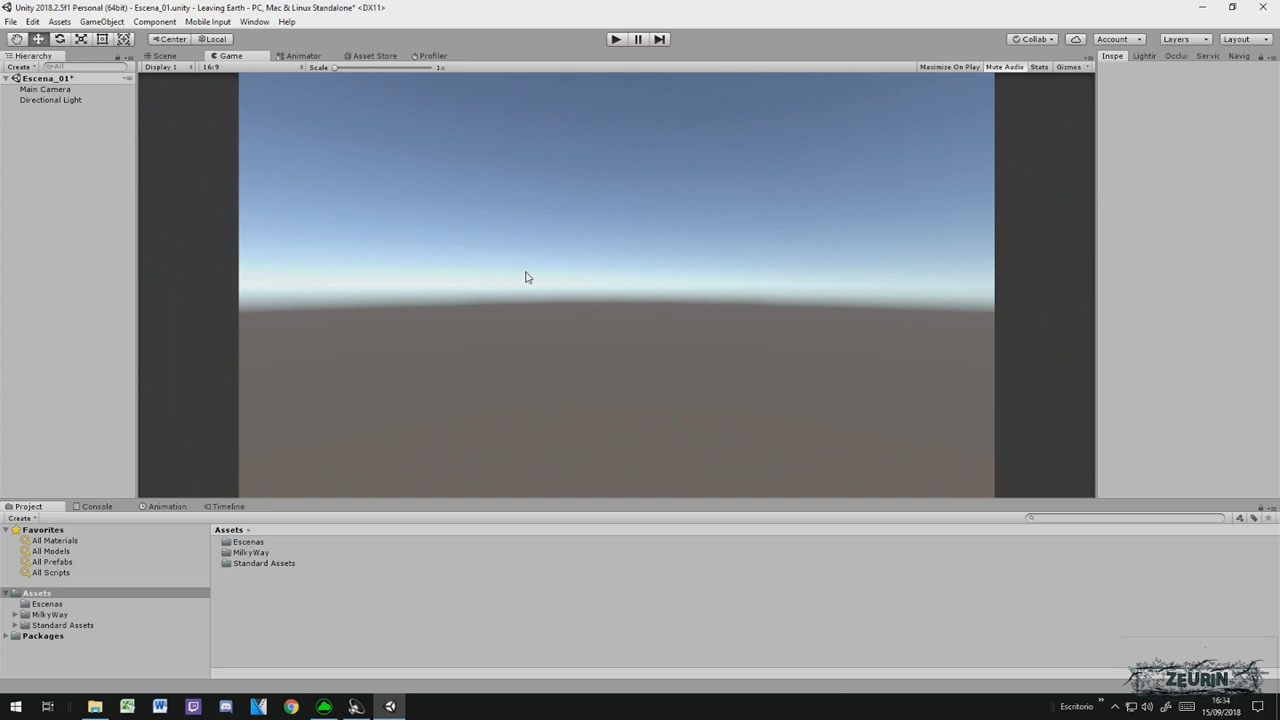 Unity 2018.2.5f1 Personal (64bit) - Escena_01.unity - Leaving Earth - PC, Mac & Linux Standalone* <DX11>
File Edit Assets GameObject Component Mobile Input Window Help
Center Local Collab Account Layers Layout
Hierarchy Scene Game Animator Asset Store Profiler Inspe Lightir Occlu Servic Navig
Create All Display 1 16:9 Scale 1x Maximize On Play Mute Audio Stats Gizmos
Escena_01*
Main Camera
Directional Light
Project Console Animation Timeline
Create
Favorites
All Materials
All Models
All Prefabs
All Scripts
Assets
Escenas
MilkyWay
Standard Assets
Packages
Assets
Escenas
MilkyWay
Standard Assets
ZEURIN
Escritorio
16:34
15/09/2018